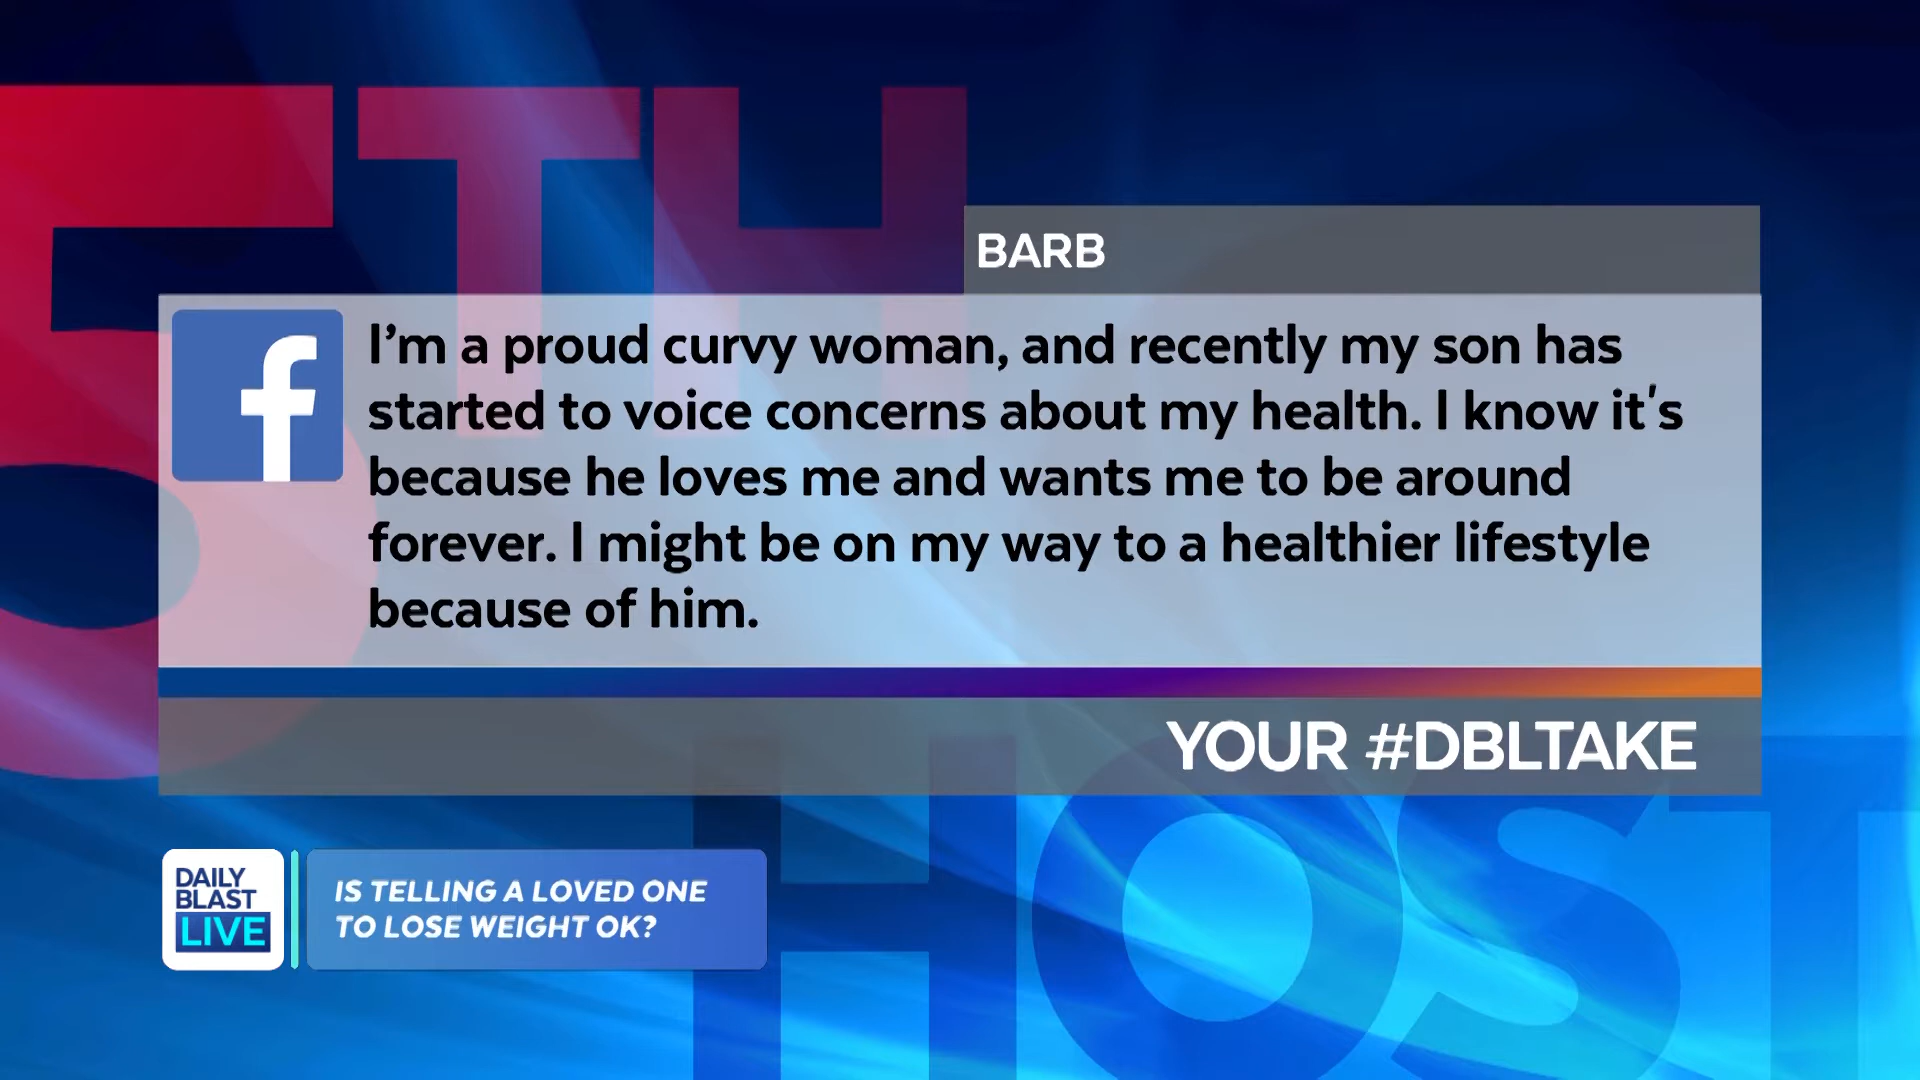 5TH
BARB
I’m a proud curvy woman, and recently my son has
started to voice concerns about my health. I know it's
because he loves me and wants me to be around
forever. I might be on my way to a healthier lifestyle
because of him.
YOUR #DBLTAKE
HOST
DAILY
BLAST
LIVE
IS TELLING A LOVED ONE
TO LOSE WEIGHT OK?